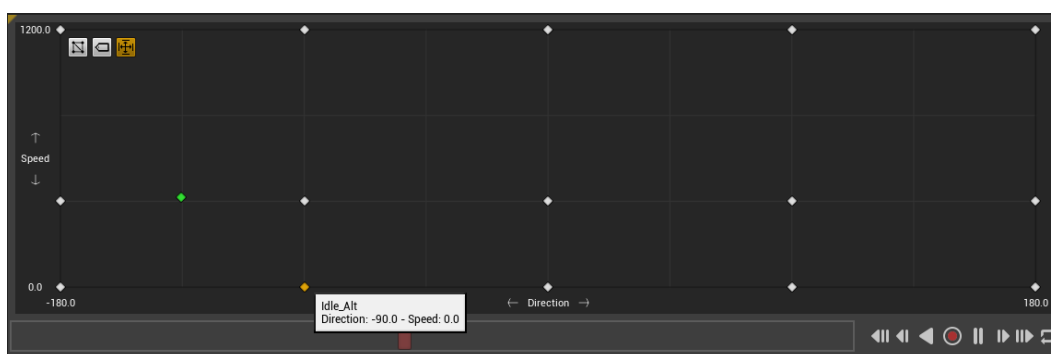 1200.0
Speed
0.0
-180.0
Direction
180.0
Idle_Alt
Direction: -90.0 - Speed: 0.0